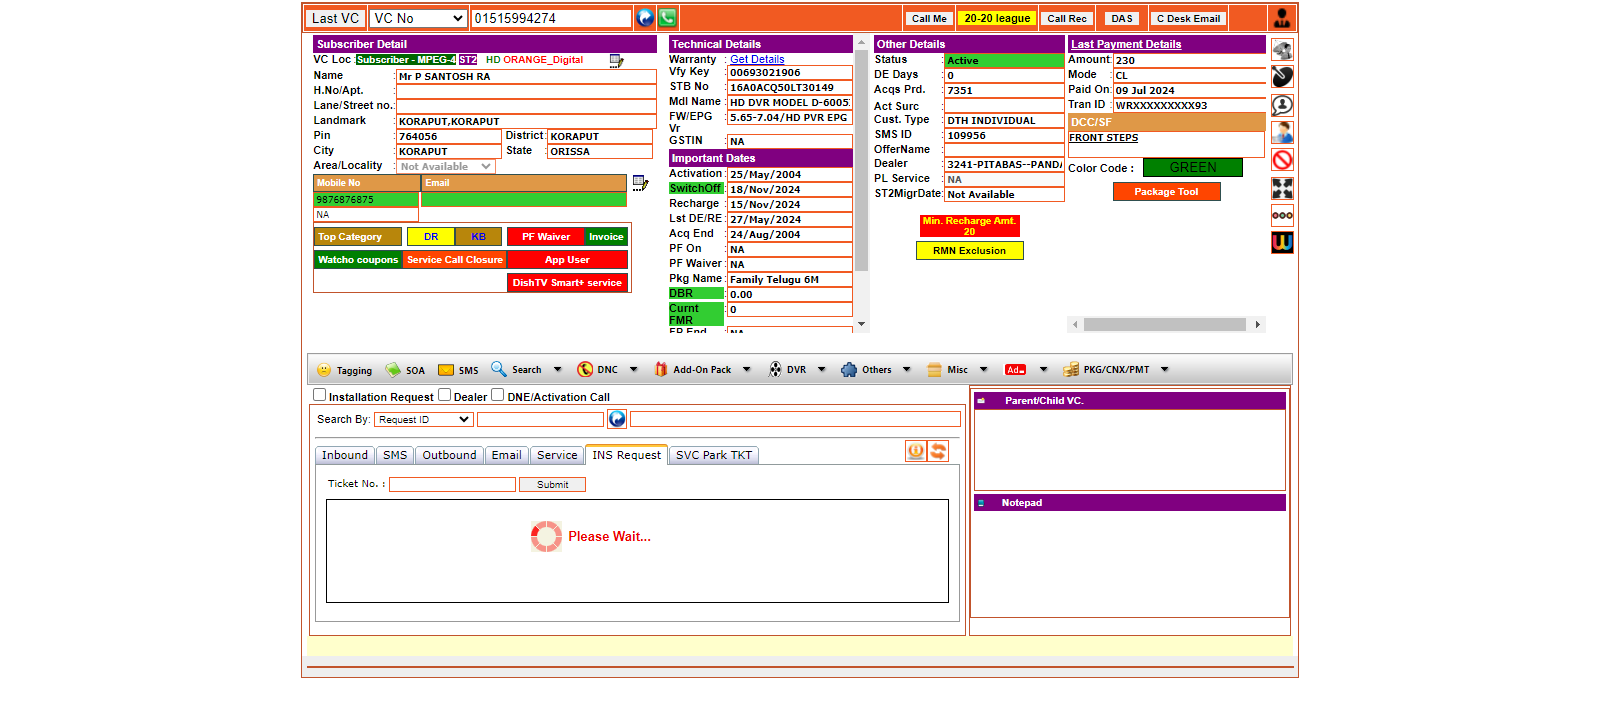 Last VC VC No 01515994274 Call Me 20-20 league Call Rec DAS C Desk Email
Subscriber Detail
VC Loc : Subscriber - MPEG-4 ST2 HD ORANGE_Digital
Name : Mr P SANTOSH RA
H.No/Apt. :
Lane/Street no. :
Landmark : KORAPUT,KORAPUT
Pin : 764056 District : KORAPUT
City : KORAPUT State : ORISSA
Area/Locality : Not Available
Mobile No Email
9876876875
NA
Top Category DR KB PF Waiver Invoice
Watcho coupons Service Call Closure App User
DishTV Smart+ service
Technical Details
Warranty : Get Details
Vfy Key : 00693021906
STB No : 16A0ACQ50LT30149
Mdl Name : HD DVR MODEL D-6005
FW/EPG Vr : 5.65-7.04/HD PVR EPG
GSTIN : NA
Important Dates
Activation : 25/May/2004
SwitchOff : 18/Nov/2024
Recharge : 15/Nov/2024
Lst DE/RE : 27/May/2024
Acq End : 24/Aug/2004
PF On : NA
PF Waiver : NA
Pkg Name : Family Telugu 6M
DBR : 0.00
Curnt FMR : 0
FP End : NA
Other Details
Status : Active
DE Days : 0
Acqs Prd. : 7351
Act Surc :
Cust. Type : DTH INDIVIDUAL
SMS ID : 109956
OfferName :
Dealer : 3241-PITABAS--PANDA
PL Service : NA
ST2MigrDate: Not Available
Min. Recharge Amt.
20
RMN Exclusion
Last Payment Details
Amount: 230
Mode : CL
Paid On: 09 Jul 2024
Tran ID : WRXXXXXXXXX93
DCC/SF
FRONT STEPS
Color Code : GREEN
Package Tool
Tagging SOA SMS Search DNC Add-On Pack DVR Others Misc Ad PKG/CNX/PMT
Installation Request Dealer DNE/Activation Call
Search By: Request ID
Inbound SMS Outbound Email Service INS Request SVC Park TKT
Ticket No. : Submit
Please Wait...
Parent/Child VC.
Notepad